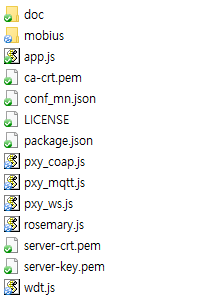 doc
mobius
app.js
ca-crt.pem
conf_mn.json
LICENSE
package.json
pxy_coap.js
pxy_mqtt.js
pxy_ws.js
rosemary.js
server-crt.pem
server-key.pem
wdt.js